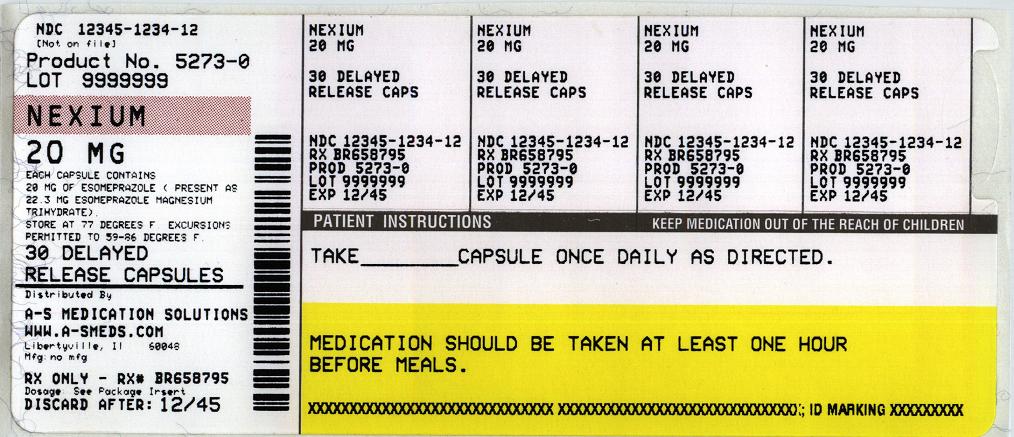 NDC 12345-1234-12
[Not on file]
Product No. 5273-0
LOT 9999999
NEXIUM
20 MG
EACH CAPSULE CONTAINS
20 MG OF ESOMEPRAZOLE ( PRESENT AS
22.3 MG ESOMEPRAZOLE MAGNESIUM
TRIHYDRATE).
STORE AT 77 DEGREES F. EXCURSIONS
PERMITTED TO 59-86 DEGREES F.
30 DELAYED
RELEASE CAPSULES
Distributed By
A-S MEDICATION SOLUTIONS
WWW.A-SMEDS.COM
Libertyville, Il 60048
Mfg: no mfg
RX ONLY - RX# BR658795
Dosage: See Package Insert
DISCARD AFTER: 12/45
NEXIUM
20 MG
30 DELAYED
RELEASE CAPS
NDC 12345-1234-12
RX BR658795
PROD 5273-0
LOT 9999999
EXP 12/45
NEXIUM
20 MG
30 DELAYED
RELEASE CAPS
NDC 12345-1234-12
RX BR658795
PROD 5273-0
LOT 9999999
EXP 12/45
NEXIUM
20 MG
30 DELAYED
RELEASE CAPS
NDC 12345-1234-12
RX BR658795
PROD 5273-0
LOT 9999999
EXP 12/45
NEXIUM
20 MG
30 DELAYED
RELEASE CAPS
NDC 12345-1234-12
RX BR658795
PROD 5273-0
LOT 9999999
EXP 12/45
PATIENT INSTRUCTIONS KEEP MEDICATION OUT OF THE REACH OF CHILDREN
TAKE________CAPSULE ONCE DAILY AS DIRECTED.
MEDICATION SHOULD BE TAKEN AT LEAST ONE HOUR
BEFORE MEALS.
ID MARKING XXXXXXXXX